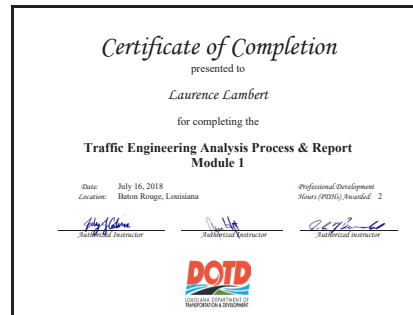 Certificate of Completion
presented to
Laurence Lambert
for completing the
Traffic Engineering Analysis Process & Report
Module 1
Date: July 16, 2018
Location: Baton Rouge, Louisiana
Professional Development
Hours (PDHs) Awarded: 2
Authorized Instructor
Authorized Instructor
Authorized instructor
DOTD
LOUISIANA DEPARTMENT OF
TRANSPORTATION & DEVELOPMENT